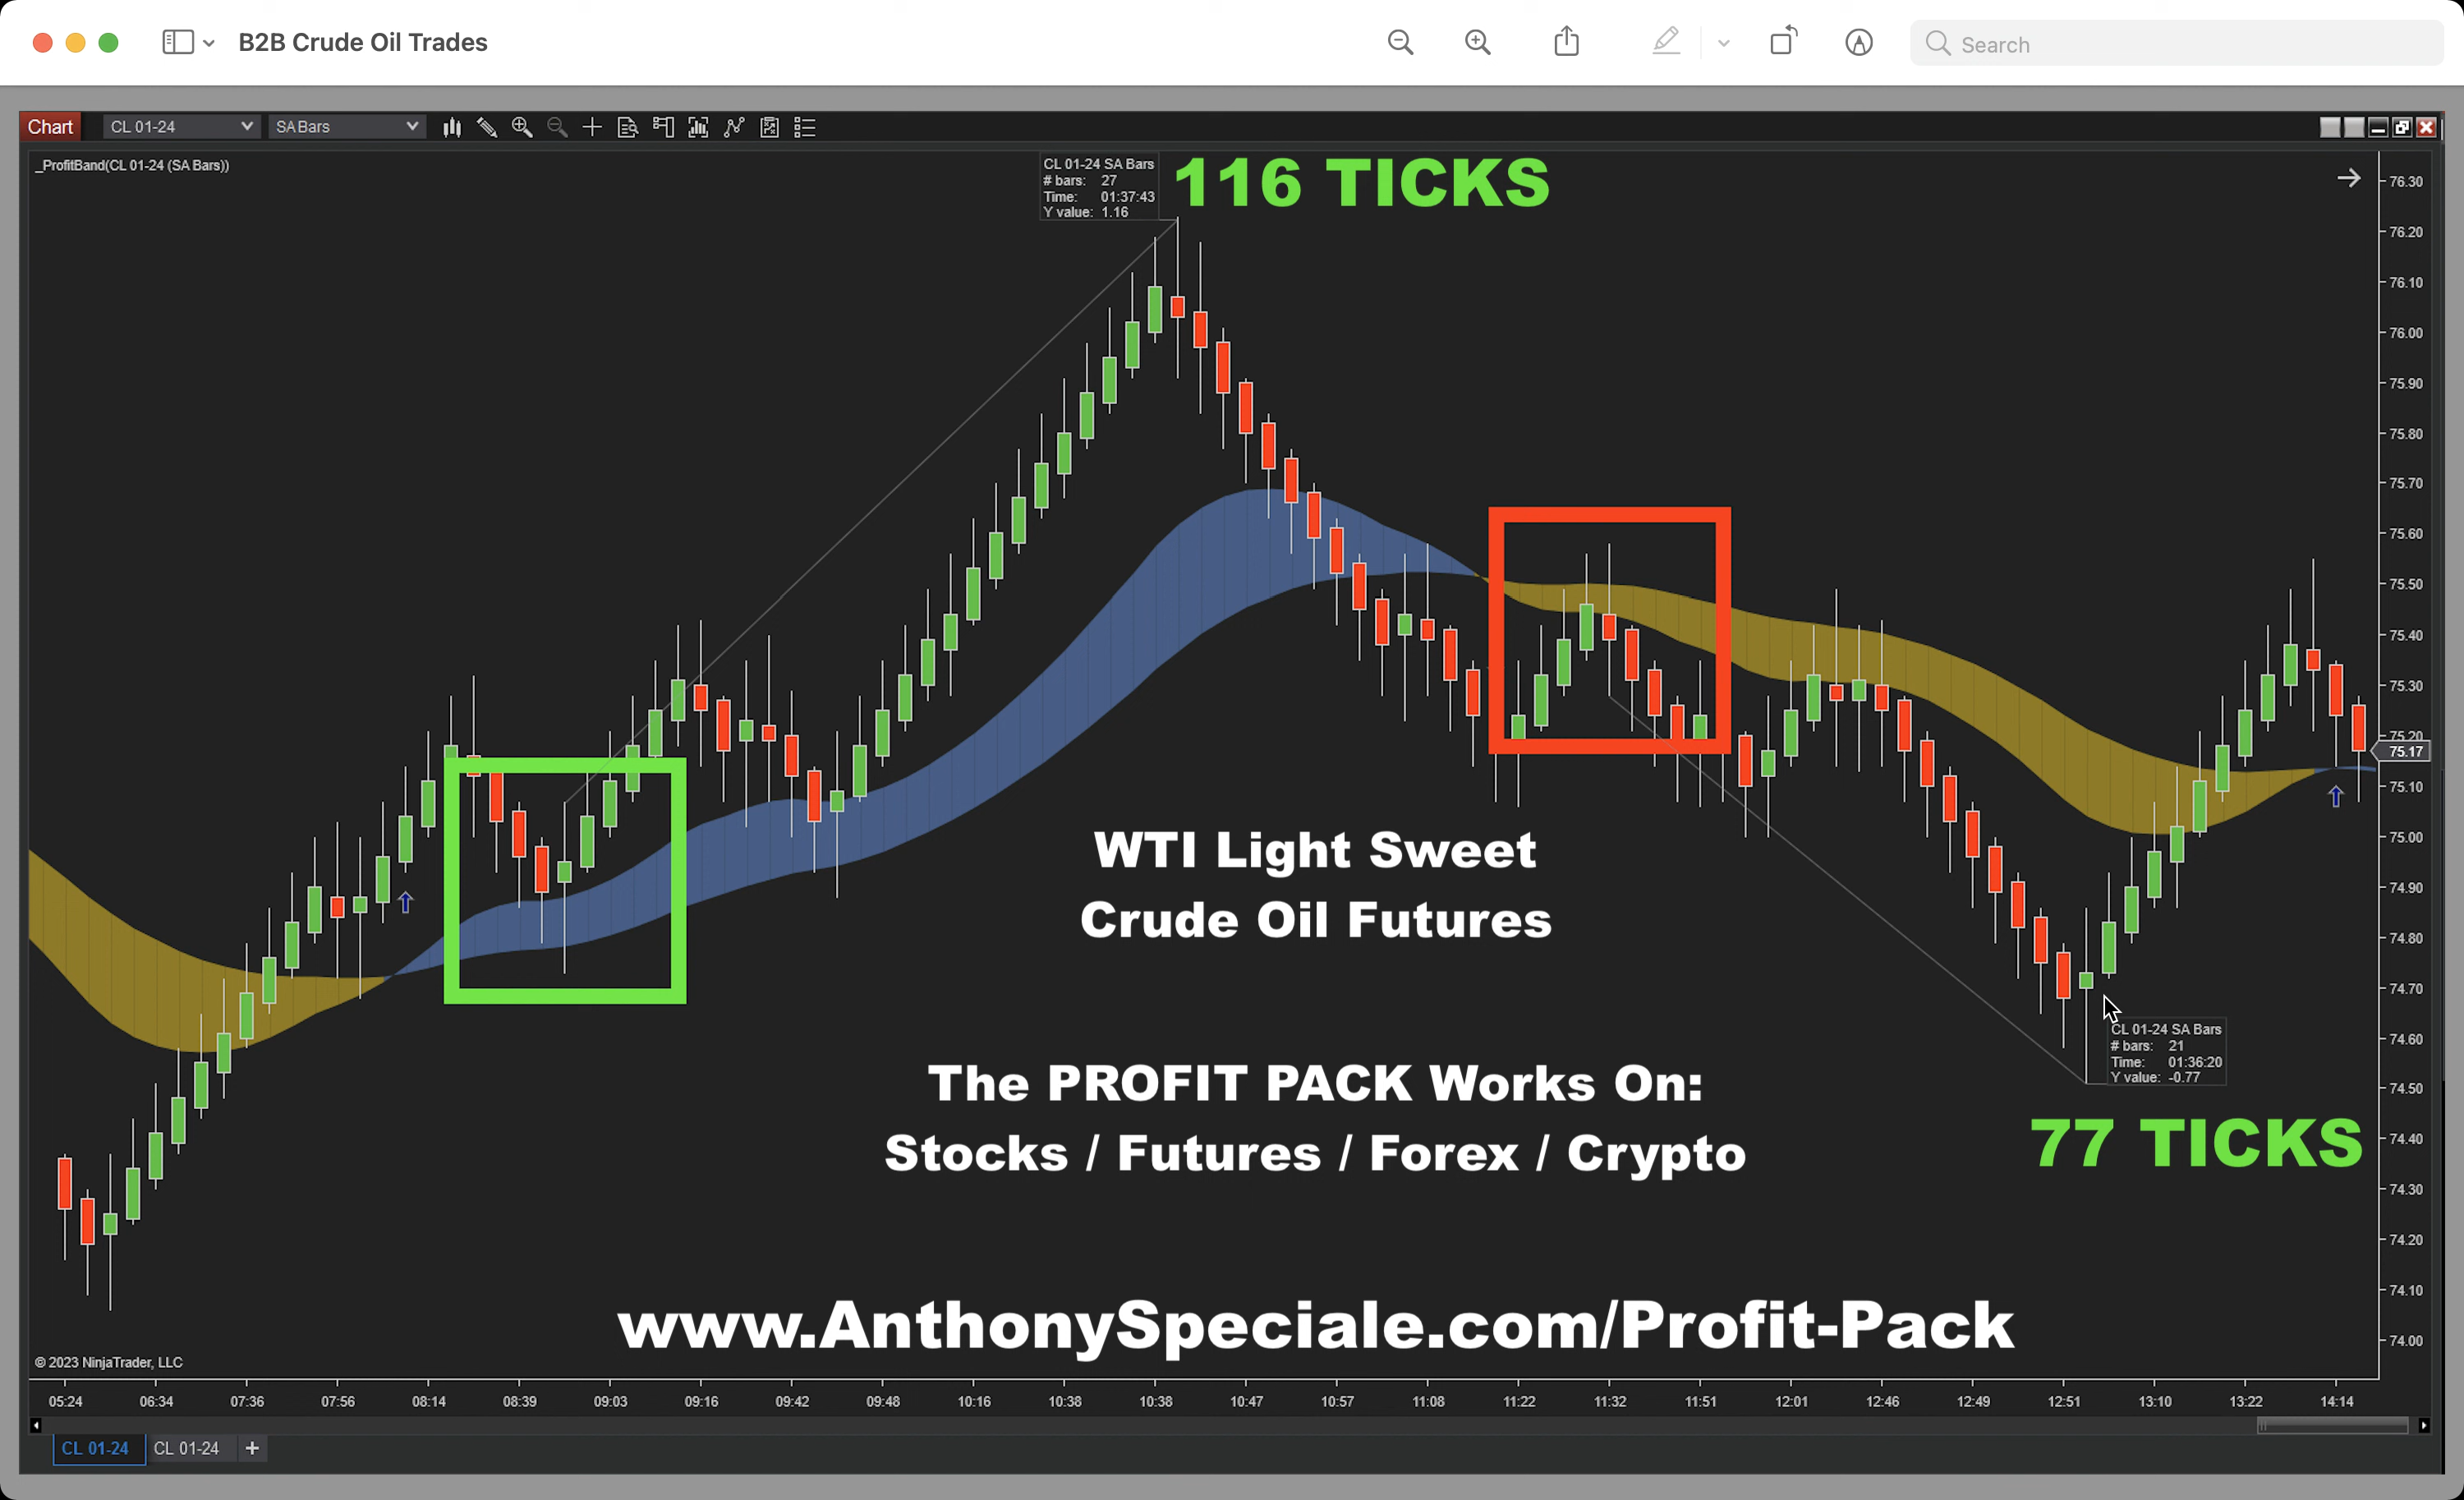 B2B Crude Oil Trades
Search
Chart
CL 01-24
SA Bars
_ProfitBand(CL 01-24 (SA Bars))
CL 01-24 SA Bars
# bars: 27
Time: 01:37:43
Y value: 1.16
116 TICKS
76.30
76.20
76.10
76.00
75.90
75.80
75.70
75.60
75.50
75.40
75.30
75.20
75.17
75.10
75.00
74.90
74.80
74.70
74.60
74.50
74.40
74.30
74.20
74.10
74.00
WTI Light Sweet
Crude Oil Futures
CL 01-24 SA Bars
# bars: 21
Time: 01:36:20
Y value: -0.77
77 TICKS
The PROFIT PACK Works On:
Stocks / Futures / Forex / Crypto
www.AnthonySpeciale.com/Profit-Pack
© 2023 NinjaTrader, LLC
05:24 06:34 07:36 07:56 08:14 08:39 09:03 09:16 09:42 09:48 10:16 10:38 10:38 10:47 10:57 11:08 11:22 11:32 11:51 12:01 12:46 12:49 12:51 13:10 13:22 14:14
CL 01-24 CL 01-24 +